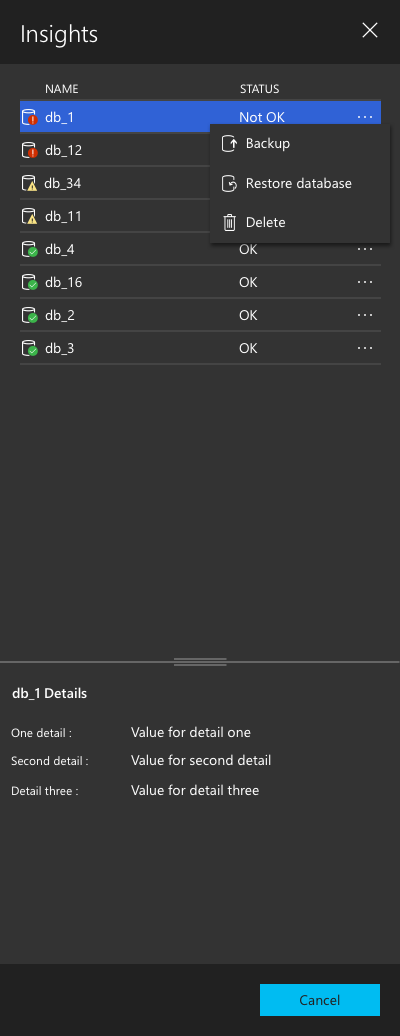 Insights
NAME STATUS
db_1 Not OK ...
Backup
db_12
db_34 Restore database
db_11 Delete
db_4 OK ...
db_16 OK ...
db_2 OK ...
db_3 OK ...
db_1 Details
One detail : Value for detail one
Second detail : Value for second detail
Detail three : Value for detail three
Cancel